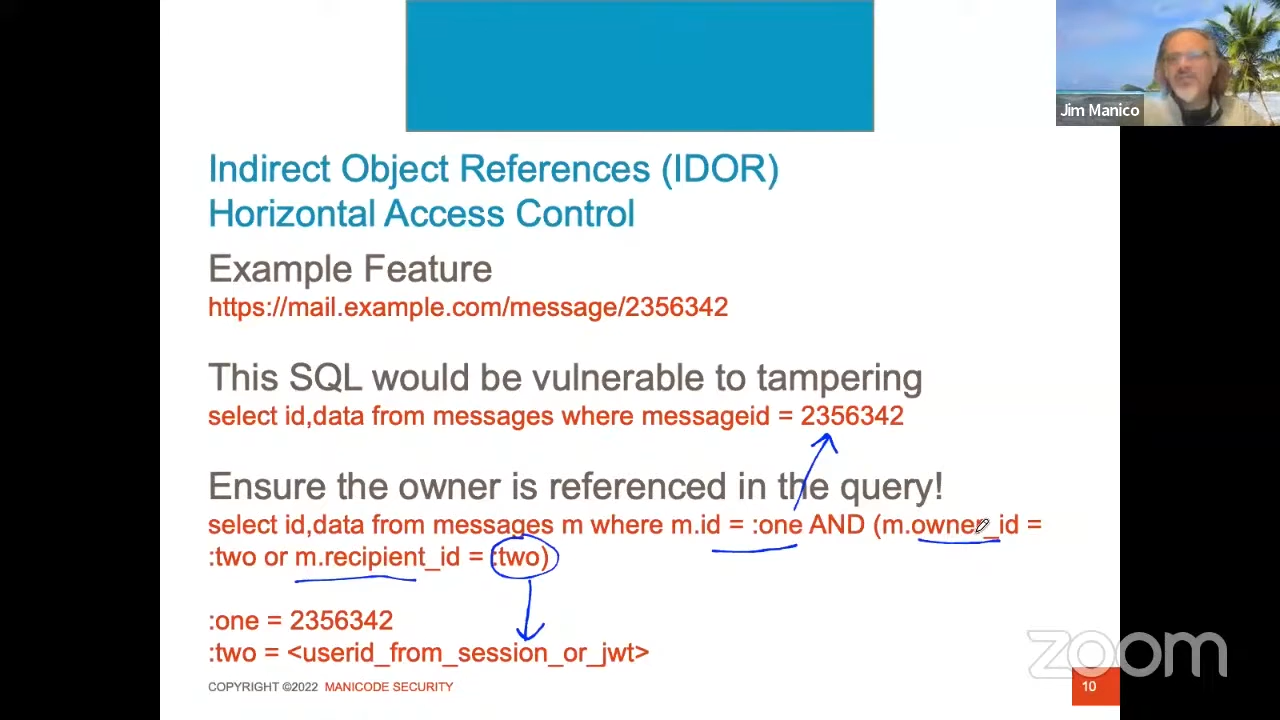 Jim Manico
Indirect Object References (IDOR)
Horizontal Access Control
Example Feature
https://mail.example.com/message/2356342
This SQL would be vulnerable to tampering
select id,data from messages where messageid = 2356342
Ensure the owner is referenced in the query!
select id,data from messages m where m.id = :one AND (m.owner_id =
:two or m.recipient_id = :two)
:one = 2356342
:two = <userid_from_session_or_jwt>
zoom
COPYRIGHT ©2022 MANICODE SECURITY
10